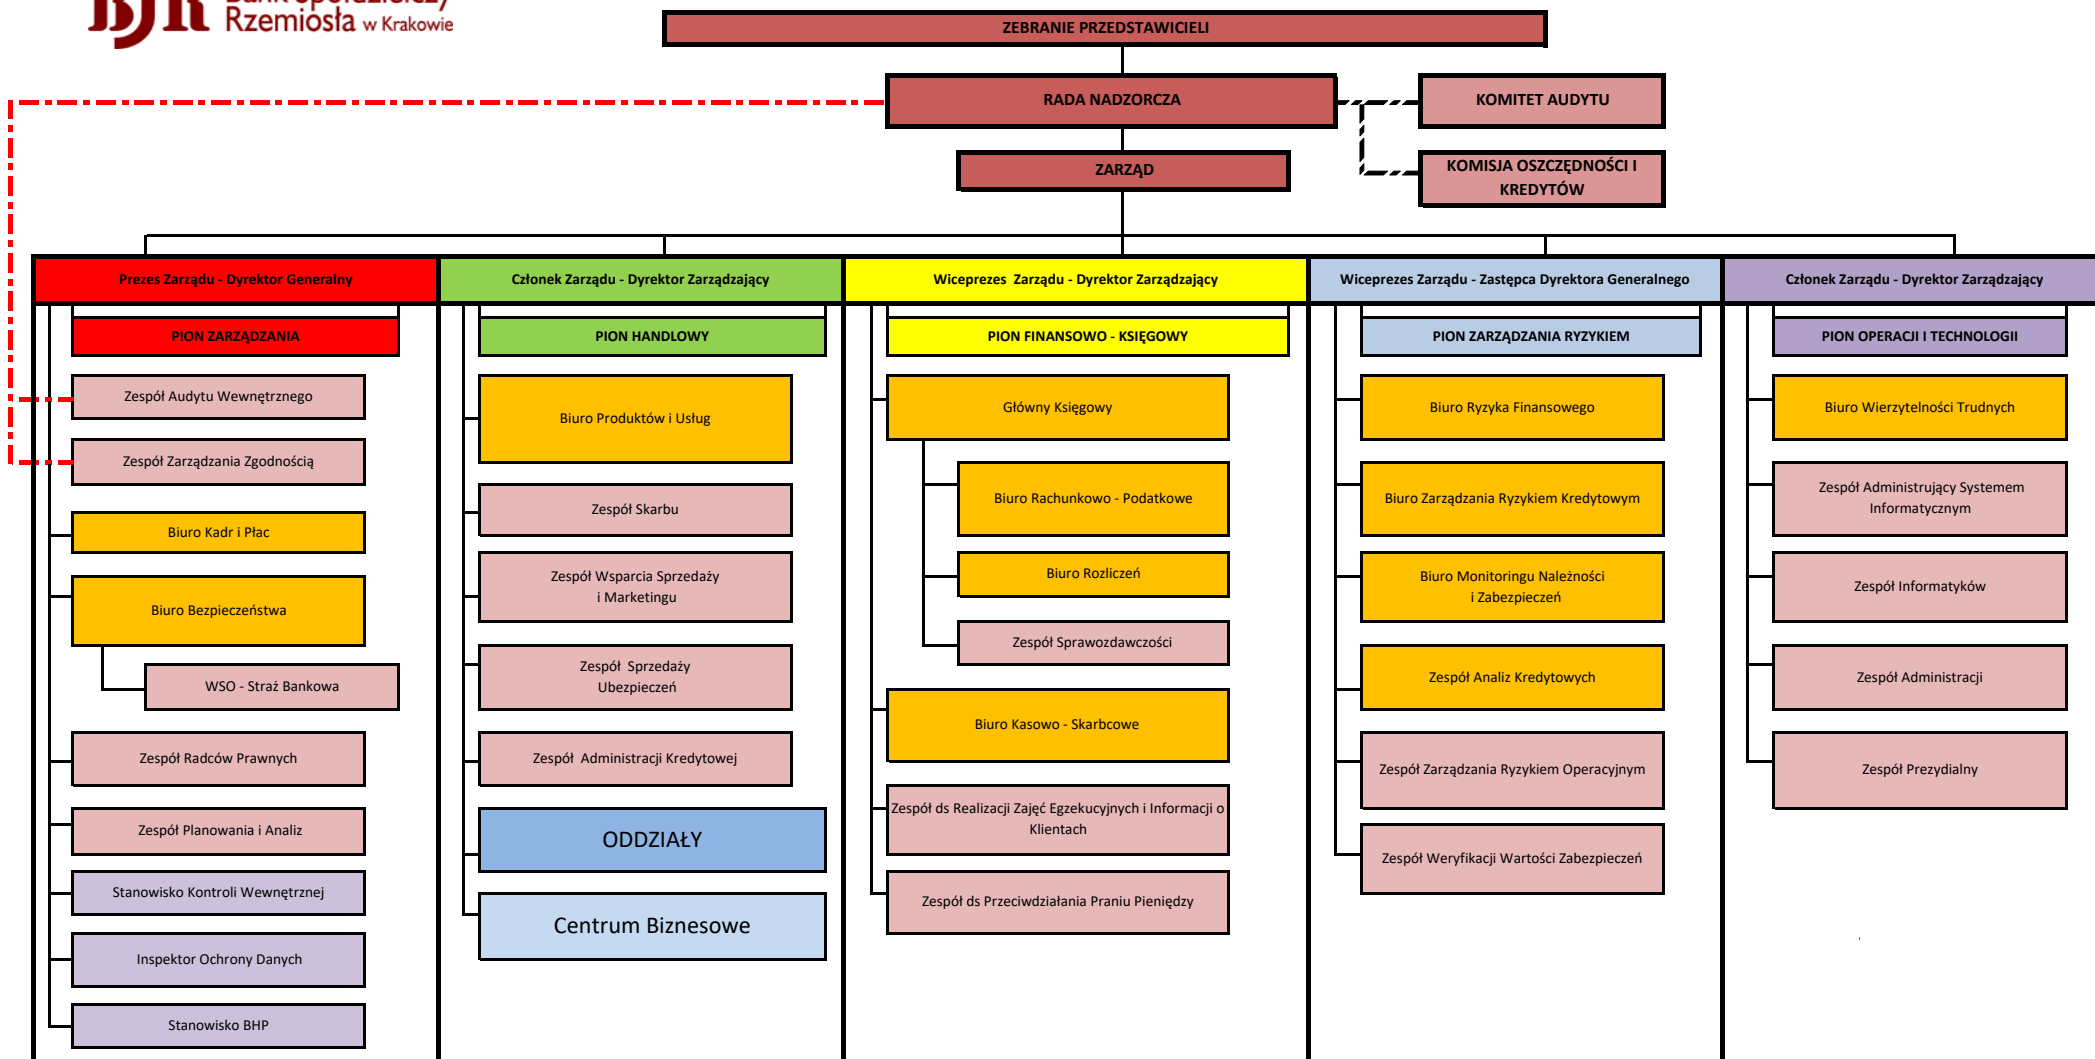 Bank Spółdzielczy
BSR Rzemiosła w Krakowie
ZEBRANIE PRZEDSTAWICIELI
RADA NADZORCZA
KOMITET AUDYTU
ZARZĄD
KOMISJA OSZCZĘDNOŚCI I
KREDYTÓW
Prezes Zarządu - Dyrektor Generalny
Członek Zarządu - Dyrektor Zarządzający
Wiceprezes Zarządu - Dyrektor Zarządzający
Wiceprezes Zarządu - Zastępca Dyrektora Generalnego
Członek Zarządu - Dyrektor Zarządzający
PION ZARZĄDZANIA
Zespół Audytu Wewnętrznego
Zespół Zarządzania Zgodnością
Biuro Kadr i Płac
Biuro Bezpieczeństwa
WSO - Straż Bankowa
Zespół Radców Prawnych
Zespół Planowania i Analiz
Stanowisko Kontroli Wewnętrznej
Inspektor Ochrony Danych
Stanowisko BHP
PION HANDLOWY
Biuro Produktów i Usług
Zespół Skarbu
Zespół Wsparcia Sprzedaży
i Marketingu
Zespół Sprzedaży
Ubezpieczeń
Zespół Administracji Kredytowej
ODDZIAŁY
Centrum Biznesowe
PION FINANSOWO - KSIĘGOWY
Główny Księgowy
Biuro Rachunkowo - Podatkowe
Biuro Rozliczeń
Zespół Sprawozdawczości
Biuro Kasowo - Skarbcowe
Zespół ds Realizacji Zajęć Egzekucyjnych i Informacji o
Klientach
Zespół ds Przeciwdziałania Praniu Pieniędzy
PION ZARZĄDZANIA RYZYKIEM
Biuro Ryzyka Finansowego
Biuro Zarządzania Ryzykiem Kredytowym
Biuro Monitoringu Należności
i Zabezpieczeń
Zespół Analiz Kredytowych
Zespół Zarządzania Ryzykiem Operacyjnym
Zespół Weryfikacji Wartości Zabezpieczeń
PION OPERACJI I TECHNOLOGII
Biuro Wierzytelności Trudnych
Zespół Administrujący Systemem
Informatycznym
Zespół Informatyków
Zespół Administracji
Zespół Prezydialny